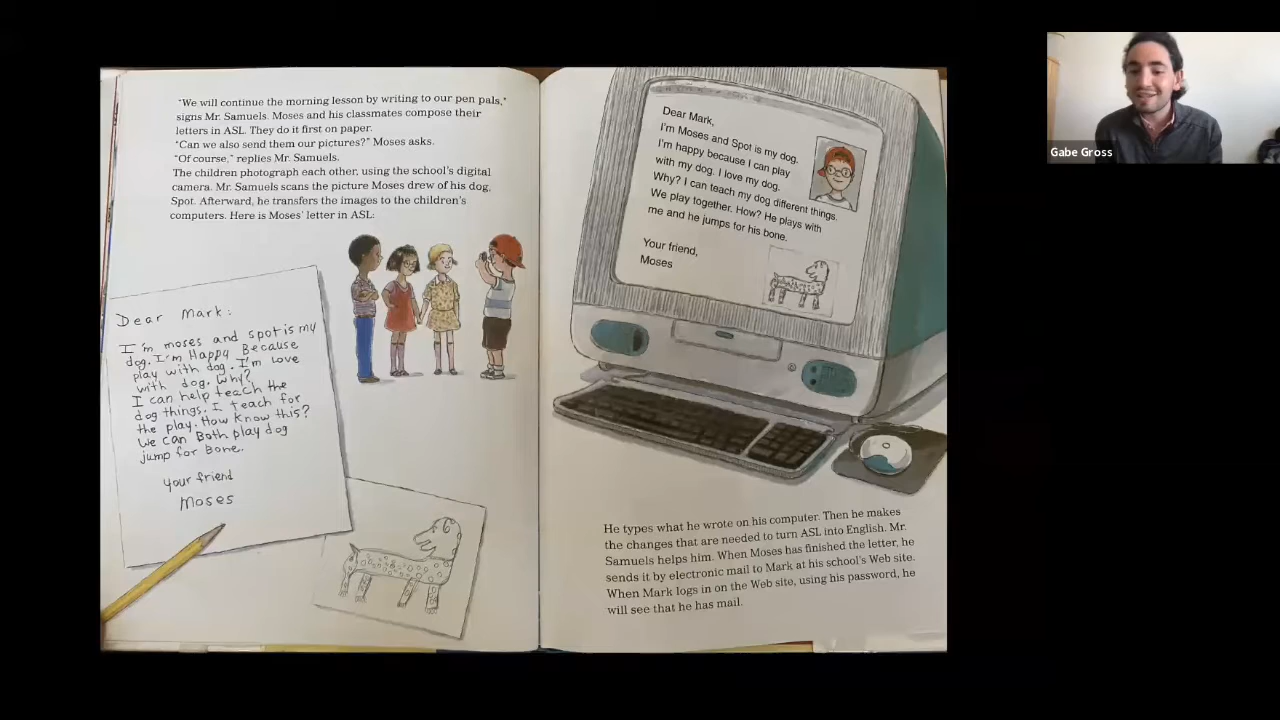 "We will continue the morning lesson by writing to our pen pals,"
signs Mr. Samuels. Moses and his classmates compose their
letters in ASL. They do it first on paper.
"Can we also send them our pictures?" Moses asks.
"Of course," replies Mr. Samuels.
The children photograph each other, using the school's digital
camera. Mr. Samuels scans the picture Moses drew of his dog,
Spot. Afterward, he transfers the images to the children's
computers. Here is Moses' letter in ASL:
Dear Mark:
I'm moses and spot is my
dog. I'm Happy Because
play with dog. I'm Love
with dog. Why?
I can help teach the
dog things. I teach for
the play. How know this?
We can Both play dog
jump for Bone.
your friend
Moses
Dear Mark,
I'm Moses and Spot is my dog.
I'm happy because I can play
with my dog. I love my dog.
Why? I can teach my dog different things.
We play together. How? He plays with
me and he jumps for his bone.
Your friend,
Moses
He types what he wrote on his computer. Then he makes
the changes that are needed to turn ASL into English. Mr.
Samuels helps him. When Moses has finished the letter, he
sends it by electronic mail to Mark at his school's Web site.
When Mark logs in on the Web site, using his password, he
will see that he has mail.
Gabe Gross